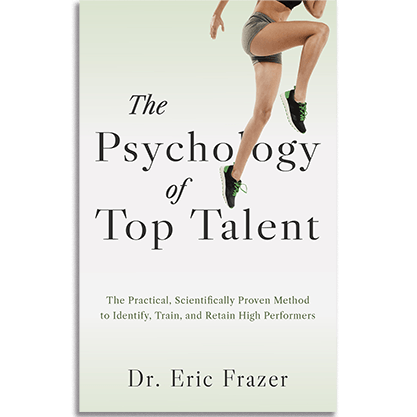 The
Psychology
of
Top Talent
The Practical, Scientifically Proven Method
to Identify, Train, and Retain High Performers
Dr. Eric Frazer